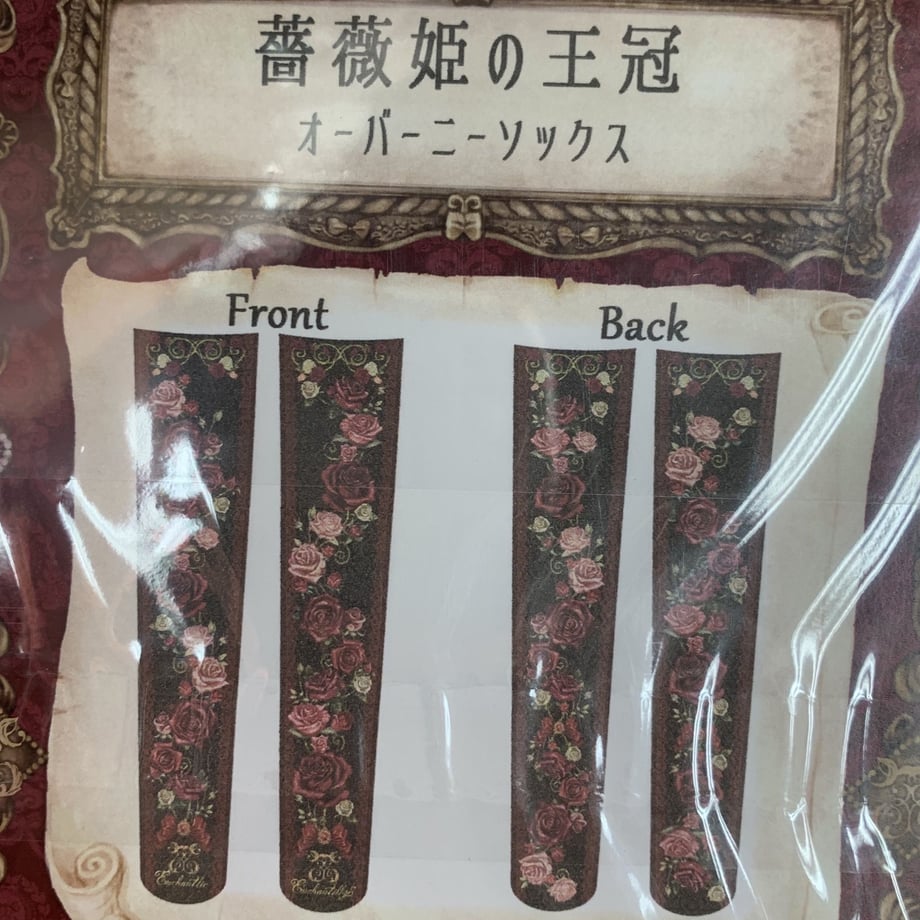 薔薇姫の王冠
オーバーニーソックス
Front
Back